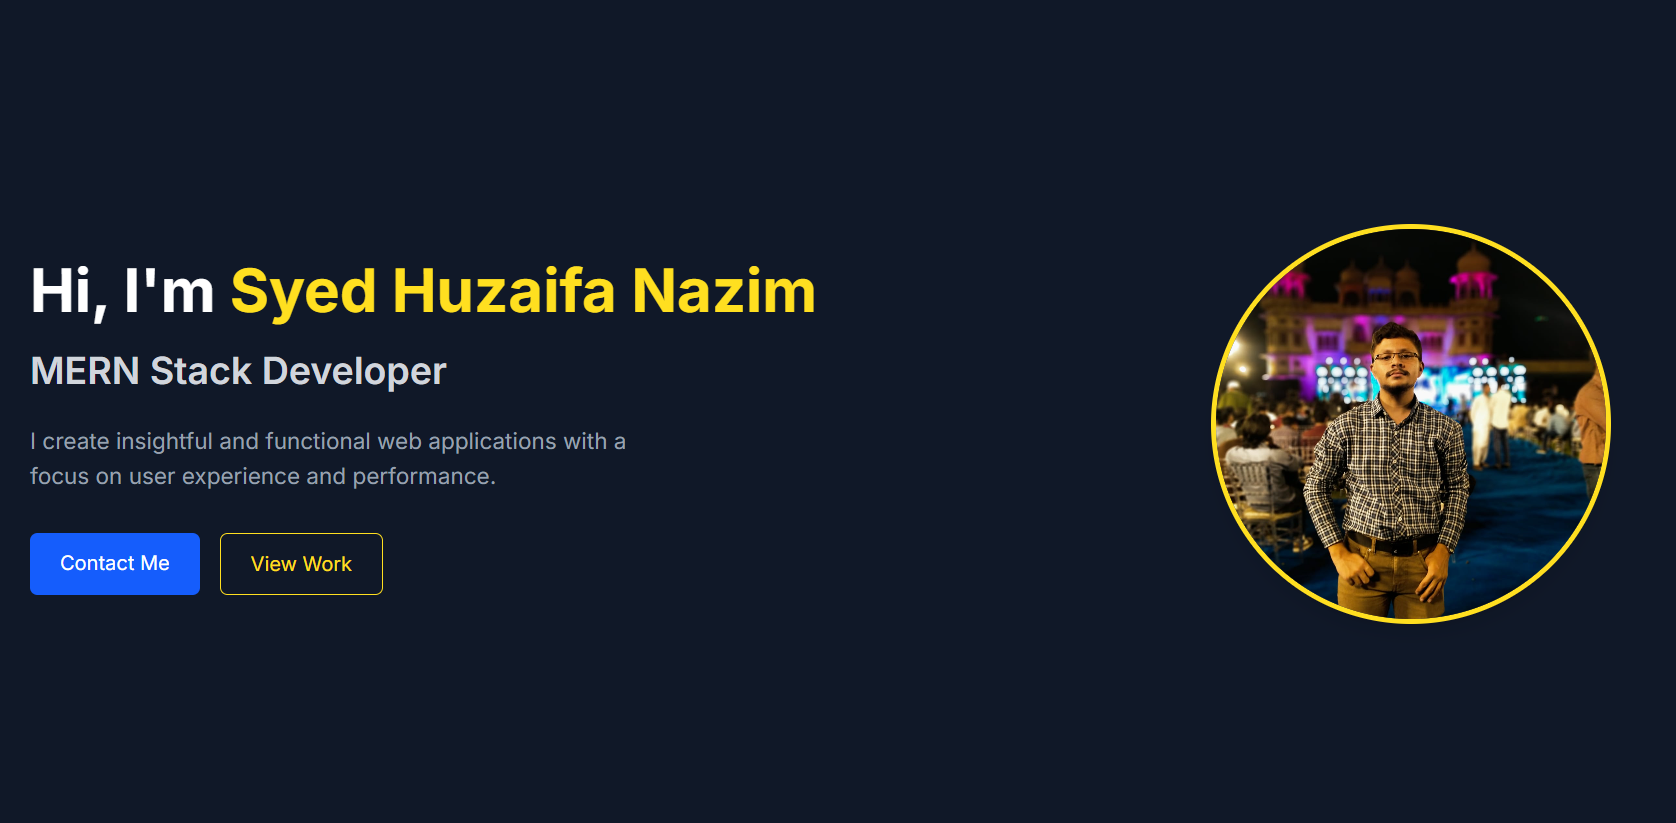 Hi, I'm Syed Huzaifa Nazim
MERN Stack Developer
I create insightful and functional web applications with a
focus on user experience and performance.
Contact Me
View Work